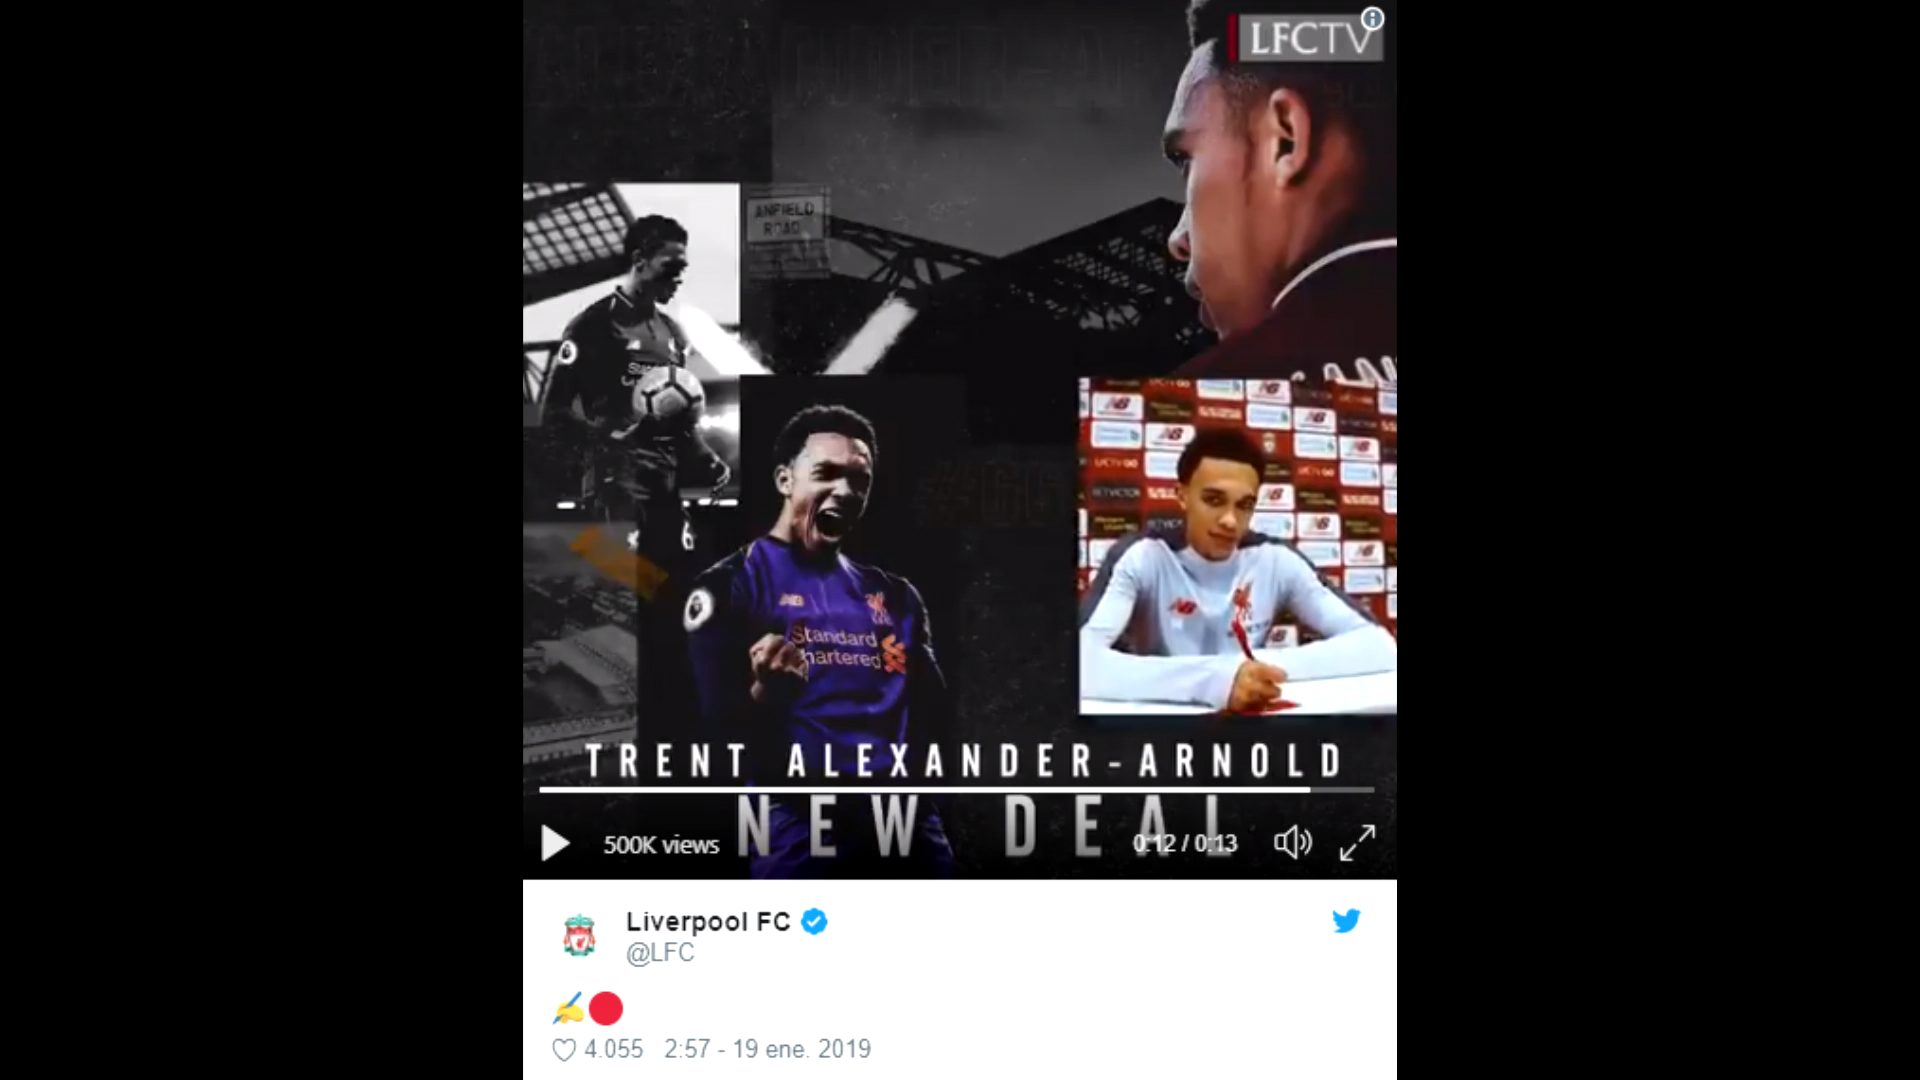 LFCTV
ANFIELD
ROAD
Standard
Chartered
TRENT ALEXANDER-ARNOLD
NEW DEAL
500K views
0:12 / 0:13
Liverpool FC
@LFC
4.055 2:57 - 19 ene. 2019